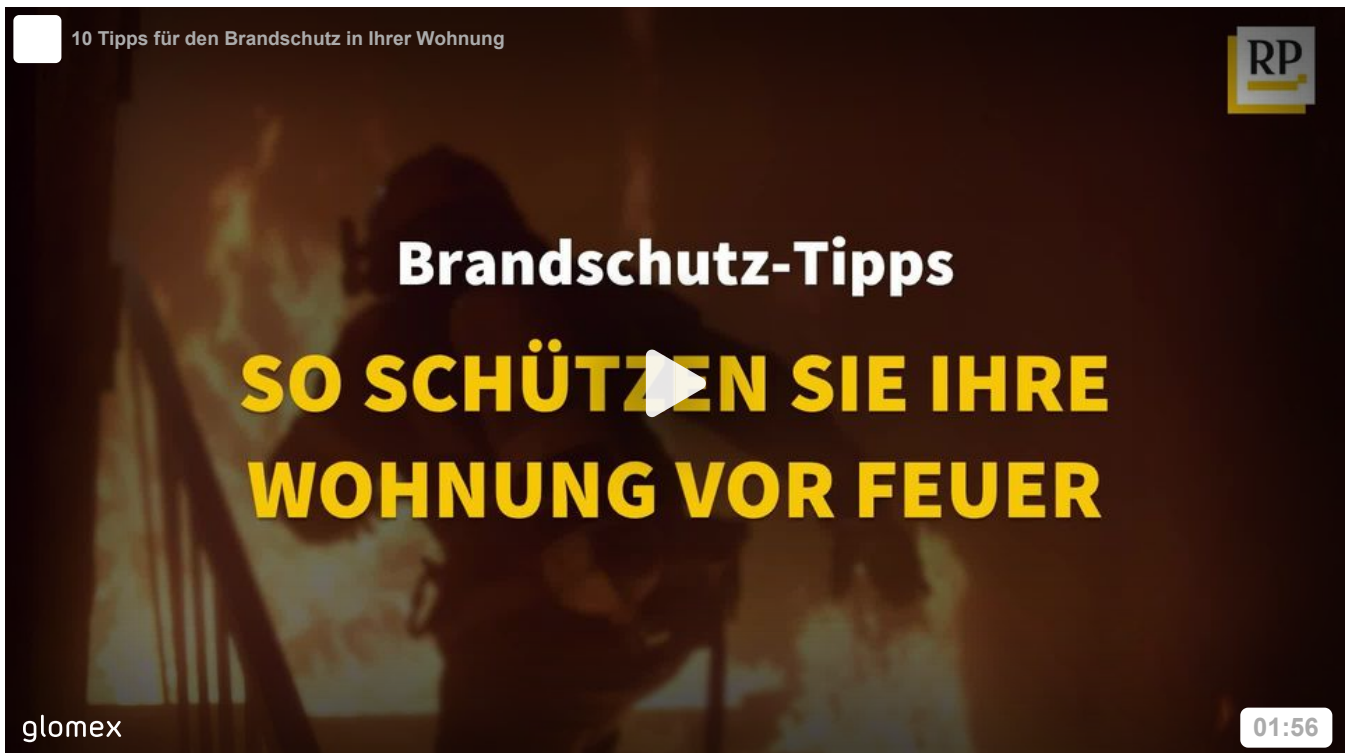 10 Tipps für den Brandschutz in Ihrer Wohnung
RP
Brandschutz-Tipps
SO SCHÜTZEN SIE IHRE
WOHNUNG VOR FEUER
glomex
01:56